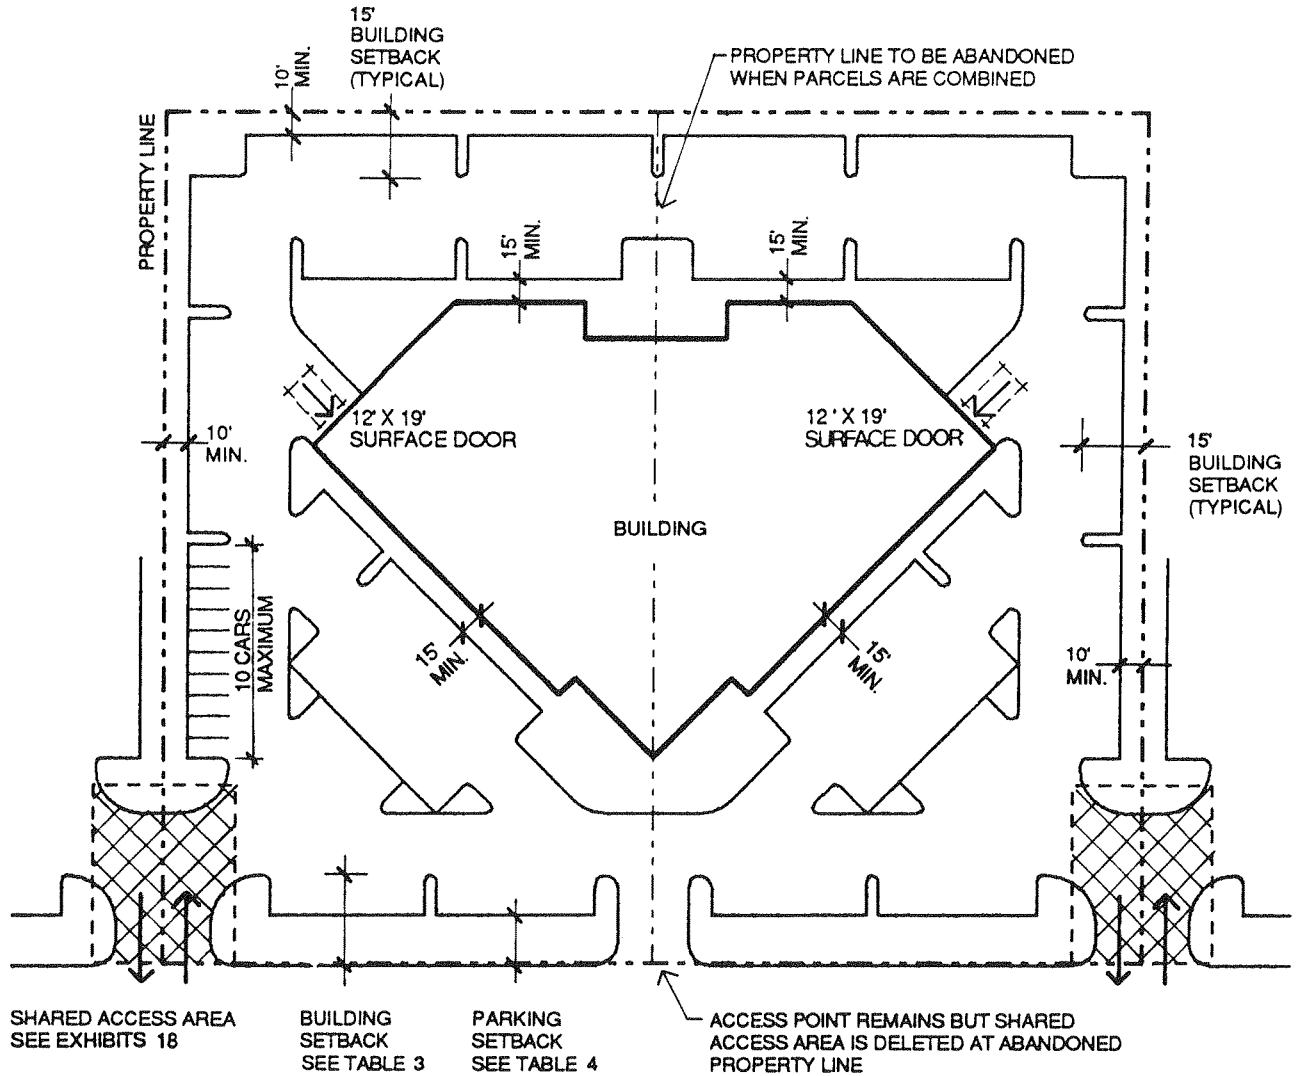 15'
BUILDING
SETBACK
(TYPICAL)
10'
MIN.
PROPERTY LINE TO BE ABANDONED
WHEN PARCELS ARE COMBINED
PROPERTY LINE
15'
MIN.
15'
MIN.
12' X 19'
SURFACE DOOR
12' X 19'
SURFACE DOOR
10'
MIN.
15'
BUILDING
SETBACK
(TYPICAL)
BUILDING
10 CARS
MAXIMUM
15'
MIN.
15'
MIN.
10'
MIN.
SHARED ACCESS AREA
SEE EXHIBITS 18
BUILDING
SETBACK
SEE TABLE 3
PARKING
SETBACK
SEE TABLE 4
ACCESS POINT REMAINS BUT SHARED
ACCESS AREA IS DELETED AT ABANDONED
PROPERTY LINE